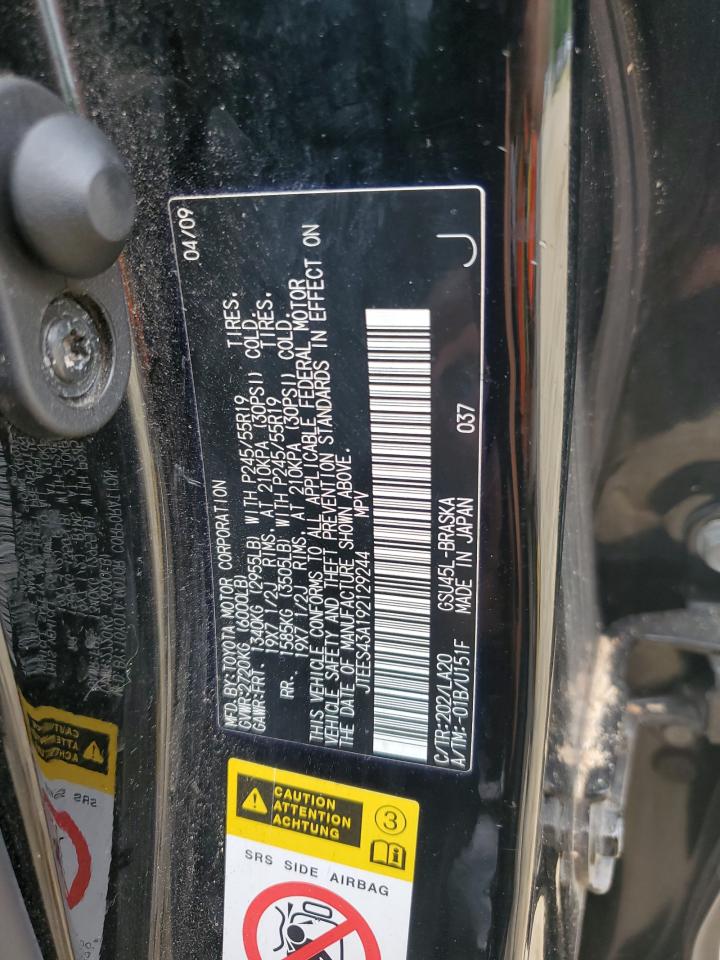 MFD.BY:TOYOTA MOTOR CORPORATION 04/09
GVWR:2720KG (6000LB)
GAWR-FRT. 1340KG (2955LB) WITH P245/55R19 TIRES.
19X7 1/2J RIMS, AT 210KPA (30PSI) COLD.
RR. 1585KG (3505LB) WITH P245/55R19 TIRES.
19X7 1/2J RIMS, AT 210KPA (30PSI) COLD.
THIS VEHICLE CONFORMS TO ALL APPLICABLE FEDERAL MOTOR
VEHICLE SAFETY AND THEFT PREVENTION STANDARDS IN EFFECT ON
THE DATE OF MANUFACTURE SHOWN ABOVE.
JTEES43A192129244 MPV
C/TR:202/LA20 GSU45L-BRASKA 037 J
A/TM:-01B/U151F MADE IN JAPAN
CAUTION
ATTENTION
ACHTUNG
3
SRS SIDE AIRBAG